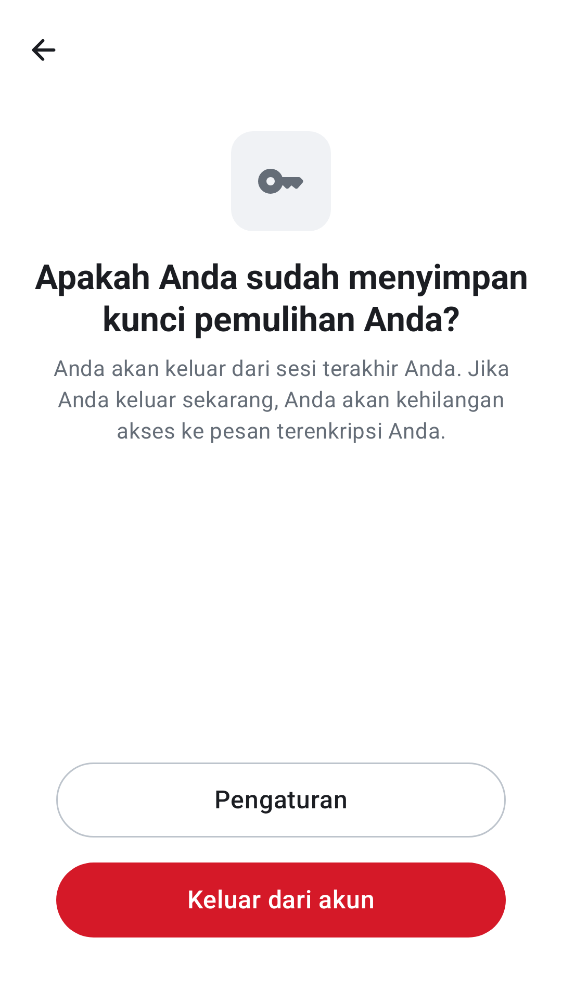 Apakah Anda sudah menyimpan
kunci pemulihan Anda?
Anda akan keluar dari sesi terakhir Anda. Jika
Anda keluar sekarang, Anda akan kehilangan
akses ke pesan terenkripsi Anda.
Pengaturan
Keluar dari akun